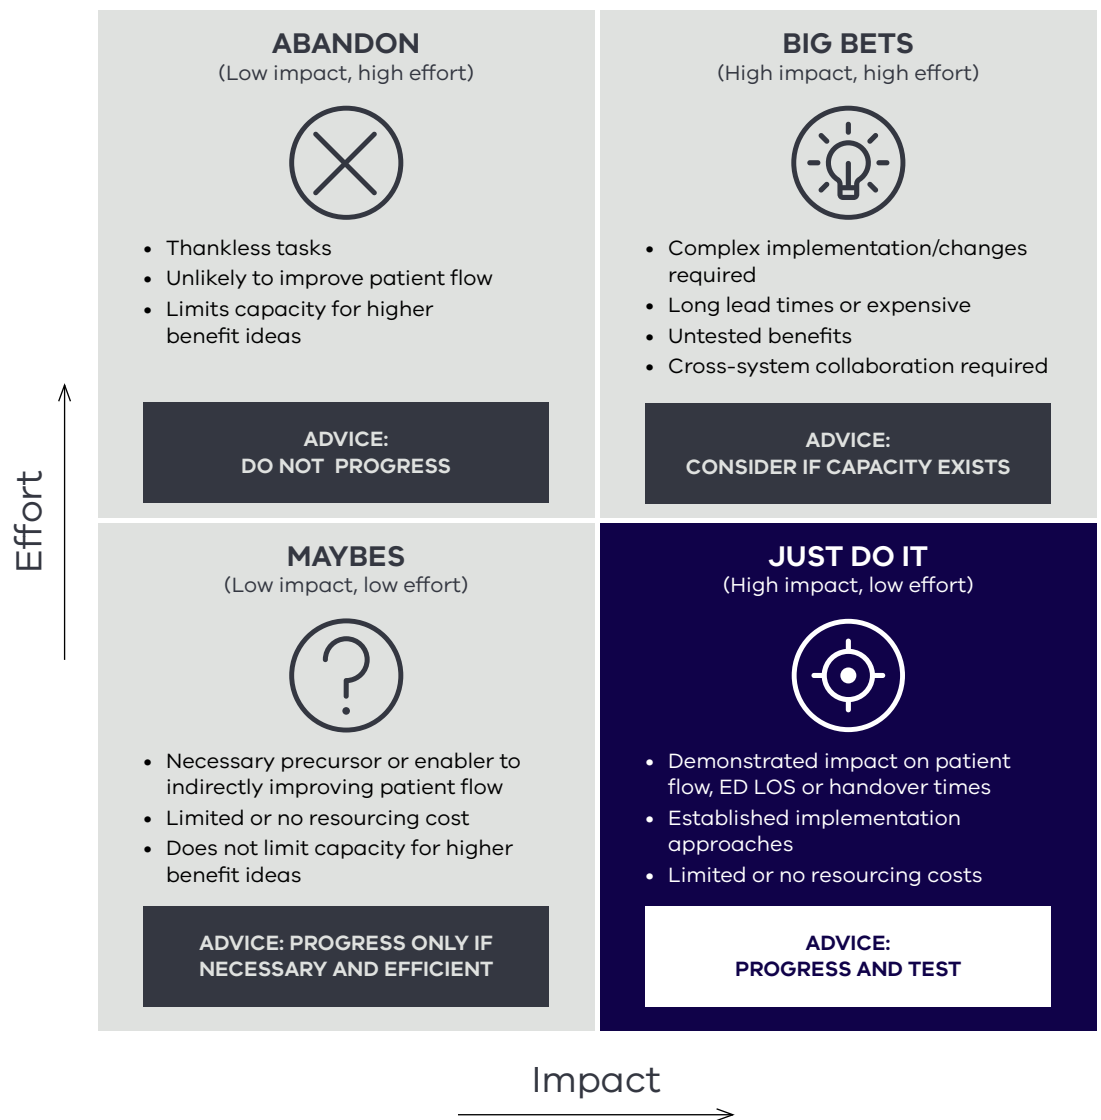 ABANDON
(Low impact, high effort)
• Thankless tasks
• Unlikely to improve patient flow
• Limits capacity for higher
benefit ideas
ADVICE:
DO NOT PROGRESS
BIG BETS
(High impact, high effort)
• Complex implementation/changes
required
• Long lead times or expensive
• Untested benefits
• Cross-system collaboration required
ADVICE:
CONSIDER IF CAPACITY EXISTS
Effort
MAYBES
(Low impact, low effort)
?
• Necessary precursor or enabler to
indirectly improving patient flow
• Limited or no resourcing cost
• Does not limit capacity for higher
benefit ideas
ADVICE: PROGRESS ONLY IF
NECESSARY AND EFFICIENT
JUST DO IT
(High impact, low effort)
• Demonstrated impact on patient
flow, ED LOS or handover times
• Established implementation
approaches
• Limited or no resourcing costs
ADVICE:
PROGRESS AND TEST
Impact